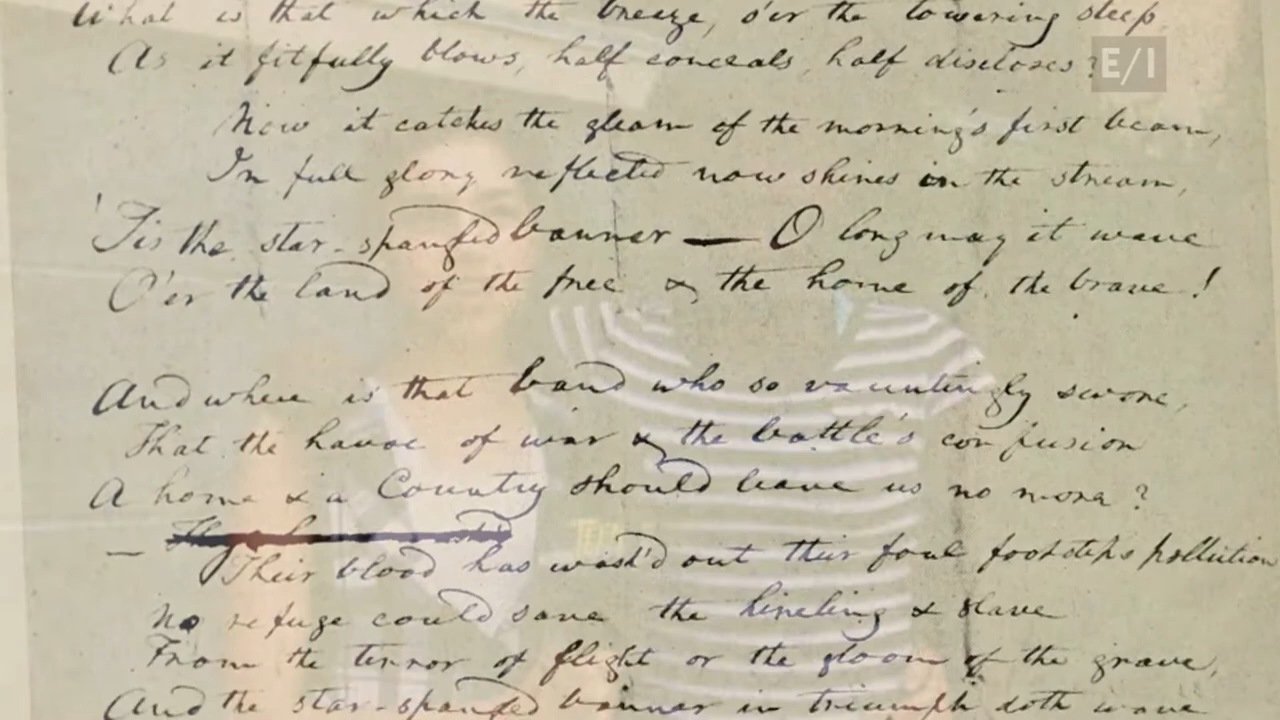 What is that which the breeze, o'er the towering steep,
As it fitfully blows, half conceals, half discloses?
E/I
Now it catches the gleam of the morning's first beam,
In full glory reflected now shines in the stream,
'Tis the star-spangled banner — O long may it wave
O'er the land of the free & the home of the brave!
And where is that band who so vauntingly swore,
That the havoc of war & the battle's confusion
A home & a Country should leave us no more?
— Their blood has wash'd out their foul footsteps pollution
No refuge could save the hireling & slave
From the terror of flight or the gloom of the grave,
And the star-spangled banner in triumph doth wave